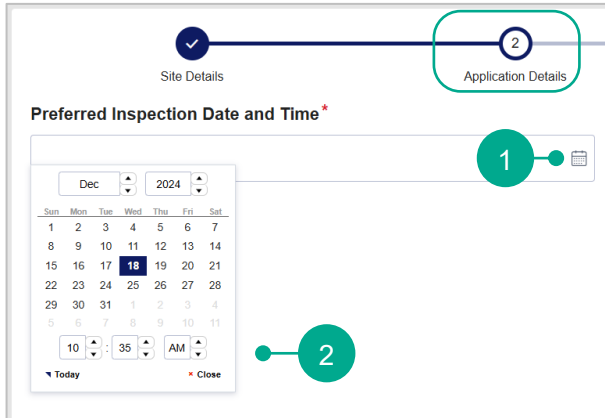 2
Site Details
Application Details
Preferred Inspection Date and Time*
1
Dec 2024
Sun Mon Tue Wed Thu Fri Sat
1 2 3 4 5 6 7
8 9 10 11 12 13 14
15 16 17 18 19 20 21
22 23 24 25 26 27 28
29 30 31 1 2 3 4
5 6 7 8 9 10 11
10 : 35 AM
2
Today × Close